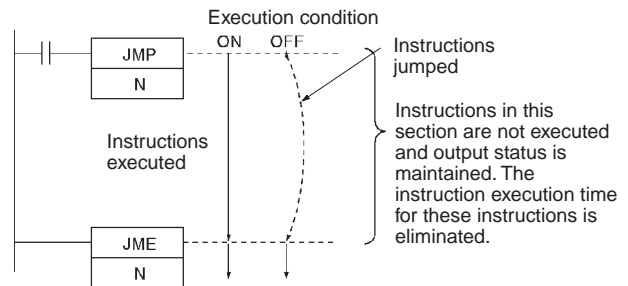 Execution condition
ON OFF
JMP
N
Instructions
jumped
Instructions
executed
Instructions in this
section are not executed
and output status is
maintained. The
instruction execution time
for these instructions is
eliminated.
JME
N